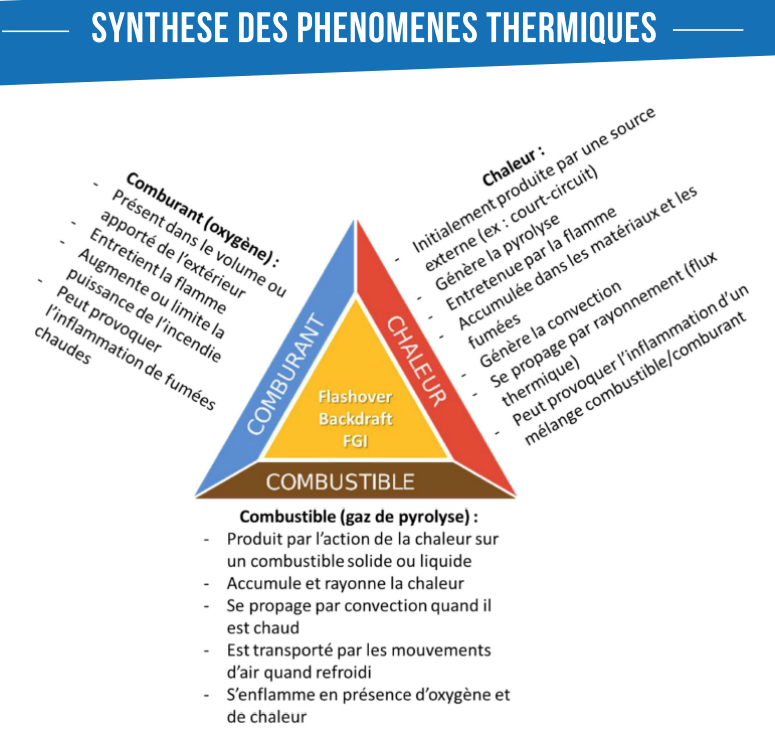 SYNTHESE DES PHENOMENES THERMIQUES
Comburant (oxygène) :
- Présent dans le volume ou
apporté de l'extérieur
- Entretient la flamme
- Augmente ou limite la
puissance de l'incendie
- Peut provoquer
l'inflammation de fumées
chaudes
Chaleur :
- Initialement produite par une source
externe (ex : court-circuit)
- Génère la pyrolyse
- Entretenue par la flamme
- Accumulée dans les matériaux et les
fumées
- Génère la convection
- Se propage par rayonnement (flux
thermique)
- Peut provoquer l'inflammation d'un
mélange combustible/comburant
COMBURANT
CHALEUR
Flashover
Backdraft
FGI
COMBUSTIBLE
Combustible (gaz de pyrolyse) :
- Produit par l'action de la chaleur sur
un combustible solide ou liquide
- Accumule et rayonne la chaleur
- Se propage par convection quand il
est chaud
- Est transporté par les mouvements
d'air quand refroidi
- S'enflamme en présence d'oxygène et
de chaleur